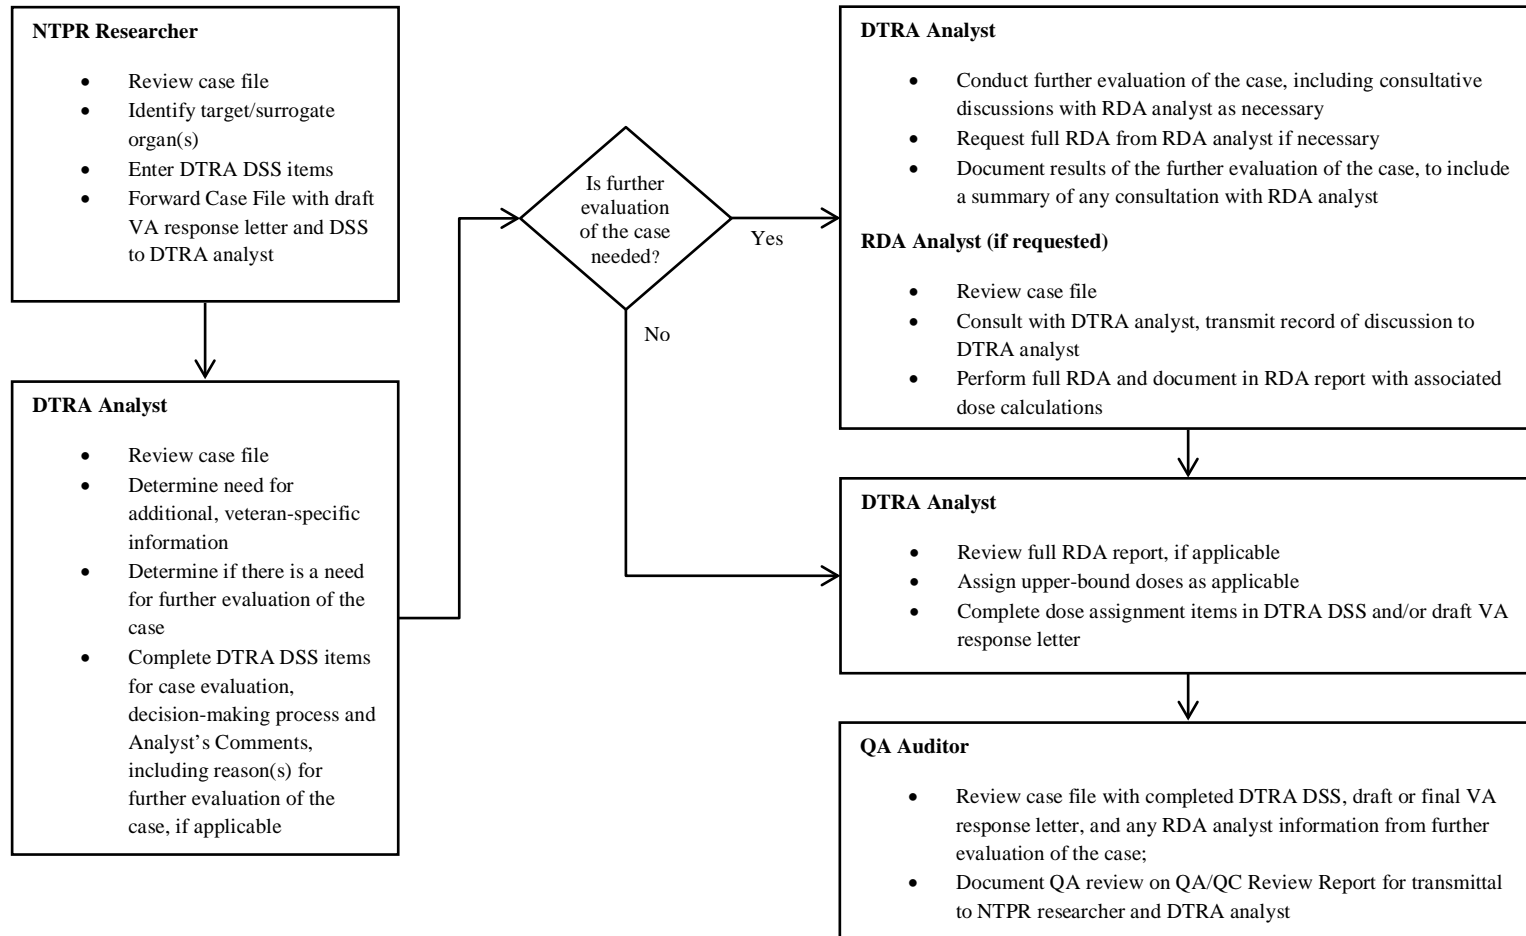 NTPR Researcher
• Review case file
• Identify target/surrogate
organ(s)
• Enter DTRA DSS items
• Forward Case File with draft
VA response letter and DSS
to DTRA analyst
DTRA Analyst
• Review case file
• Determine need for
additional, veteran-specific
information
• Determine if there is a need
for further evaluation of the
case
• Complete DTRA DSS items
for case evaluation,
decision-making process and
Analyst’s Comments,
including reason(s) for
further evaluation of the
case, if applicable
Is further
evaluation
of the case
needed?
Yes
No
DTRA Analyst
• Conduct further evaluation of the case, including consultative
discussions with RDA analyst as necessary
• Request full RDA from RDA analyst if necessary
• Document results of the further evaluation of the case, to include
a summary of any consultation with RDA analyst
RDA Analyst (if requested)
• Review case file
• Consult with DTRA analyst, transmit record of discussion to
DTRA analyst
• Perform full RDA and document in RDA report with associated
dose calculations
DTRA Analyst
• Review full RDA report, if applicable
• Assign upper-bound doses as applicable
• Complete dose assignment items in DTRA DSS and/or draft VA
response letter
QA Auditor
• Review case file with completed DTRA DSS, draft or final VA
response letter, and any RDA analyst information from further
evaluation of the case;
• Document QA review on QA/QC Review Report for transmittal
to NTPR researcher and DTRA analyst